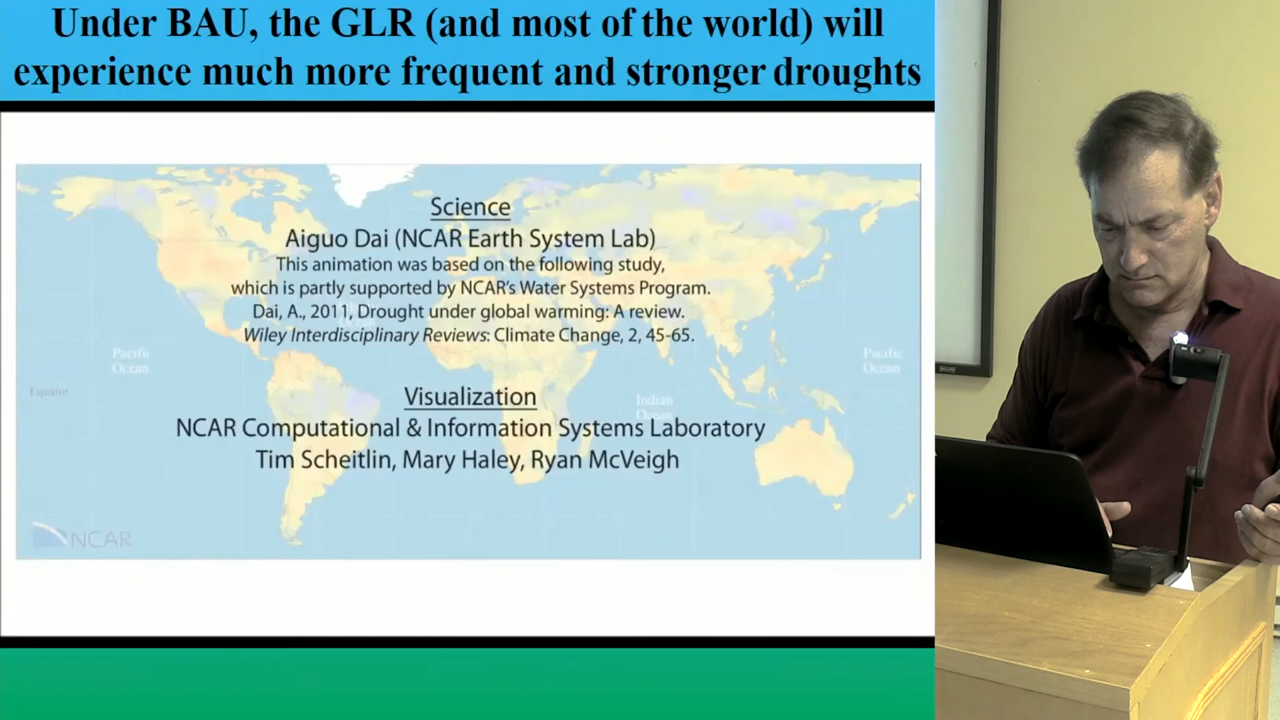 Under BAU, the GLR (and most of the world) will
experience much more frequent and stronger droughts
Science
Aiguo Dai (NCAR Earth System Lab)
This animation was based on the following study,
which is partly supported by NCAR's Water Systems Program.
Dai, A., 2011, Drought under global warming: A review.
Wiley Interdisciplinary Reviews: Climate Change, 2, 45-65.
Pacific
Ocean
Pacific
Ocean
Equator
Indian
Ocean
Visualization
NCAR Computational & Information Systems Laboratory
Tim Scheitlin, Mary Haley, Ryan McVeigh
NCAR